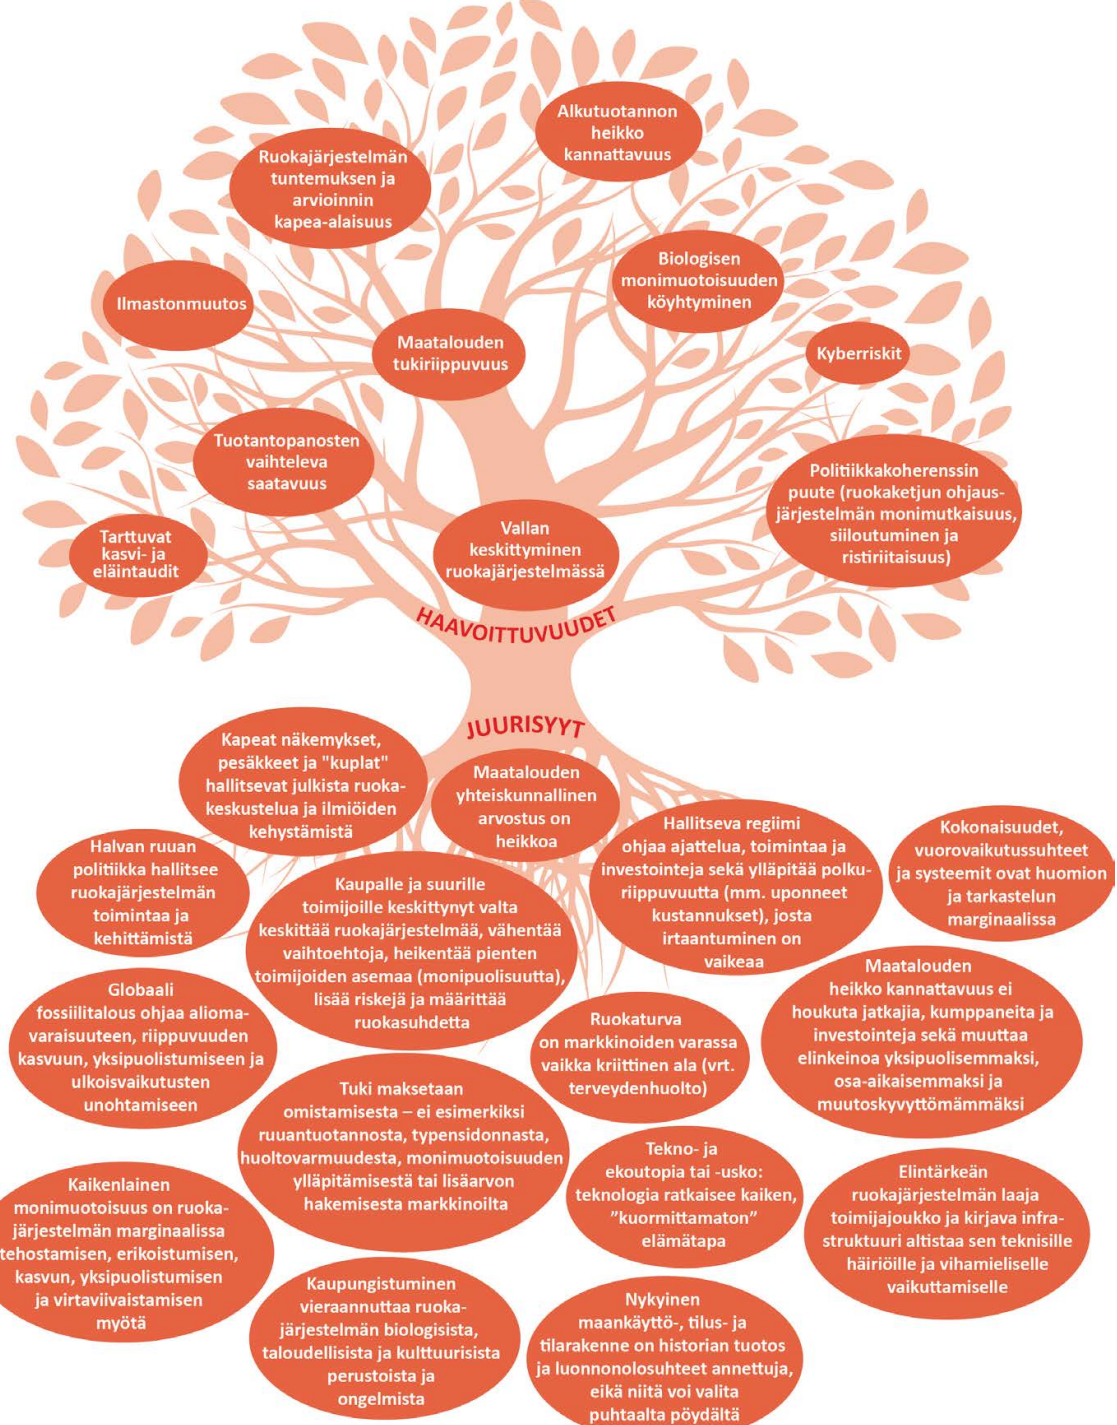 Alkutuotannon
heikko
kannattavuus
Ruokajärjestelmän
tuntemuksen ja
arvioinnin
kapea-alaisuus
Biologisen
monimuotoisuuden
köyhtyminen
Ilmastonmuutos
Maatalouden
tukiriippuvuus
Kyberriskit
Tuotantopanosten
vaihteleva
saatavuus
Politiikkakoherenssin
puute (ruokaketjun ohjaus-
järjestelmän monimutkaisuus,
siiloutuminen ja
ristiriitaisuus)
Tarttuvat
kasvi- ja
eläintaudit
Vallan
keskittyminen
ruokajärjestelmässä
HAAVOITTUVUUDET
JUURISYYT
Kapeat näkemykset,
pesäkkeet ja "kuplat"
hallitsevat julkista ruoka-
keskustelua ja ilmiöiden
kehystämistä
Maatalouden
yhteiskunnallinen
arvostus on
heikkoa
Hallitseva regiimi
ohjaa ajattelua, toimintaa ja
investointeja sekä ylläpitää polku-
riippuvuutta (mm. uponneet
kustannukset), josta
irtaantuminen on
vaikeaa
Kokonaisuudet,
vuorovaikutussuhteet
ja systeemit ovat huomion
ja tarkastelun
marginaalissa
Halvan ruuan
politiikka hallitsee
ruokajärjestelmän
toimintaa ja
kehittämistä
Kaupalle ja suurille
toimijoille keskittynyt valta
keskittää ruokajärjestelmää, vähentää
vaihtoehtoja, heikentää pienten
toimijoiden asemaa (monipuolisuutta),
lisää riskejä ja määrittää
ruokasuhdetta
Maatalouden
heikko kannattavuus ei
houkuta jatkajia, kumppaneita ja
investointeja sekä muuttaa
elinkeinoa yksipuolisemmaksi,
osa-aikaisemmaksi ja
muutoskyvyttömämmäksi
Globaali
fossiilitalous ohjaa alioma-
varaisuuteen, riippuvuuden
kasvuun, yksipuolistumiseen ja
ulkoisvaikutusten
unohtamiseen
Ruokaturva
on markkinoiden varassa
vaikka kriittinen ala (vrt.
terveydenhuolto)
Tuki maksetaan
omistamisesta – ei esimerkiksi
ruuantuotannosta, typensidonnasta,
huoltovarmuudesta, monimuotoisuuden
ylläpitämisestä tai lisäarvon
hakemisesta markkinoilta
Tekno- ja
ekoutopia tai -usko:
teknologia ratkaisee kaiken,
”kuormittamaton”
elämätapa
Elintärkeän
ruokajärjestelmän laaja
toimijajoukko ja kirjava infra-
struktuuri altistaa sen teknisille
häiriöille ja vihamieliselle
vaikuttamiselle
Kaikenlainen
monimuotoisuus on ruoka-
järjestelmän marginaalissa
tehostamisen, erikoistumisen,
kasvun, yksipuolistumisen
ja virtaviivaistamisen
myötä
Kaupungistuminen
vieraannuttaa ruoka-
järjestelmän biologisista,
taloudellisista ja kulttuurisista
perustoista ja
ongelmista
Nykyinen
maankäyttö-, tilus- ja
tilarakenne on historian tuotos
ja luonnonolosuhteet annettuja,
eikä niitä voi valita
puhtaalta pöydältä